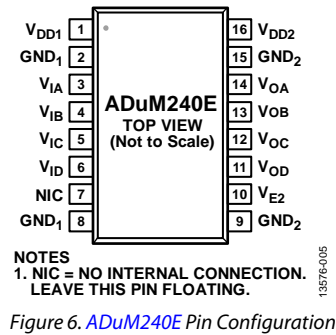 VDD1 1 16 VDD2
GND1 2 15 GND2
VIA 3 14 VOA
VIB 4 ADuM240E 13 VOB
VIC 5 TOP VIEW 12 VOC
VID 6 (Not to Scale) 11 VOD
NIC 7 10 VE2
GND1 8 9 GND2
NOTES
1. NIC = NO INTERNAL CONNECTION.
LEAVE THIS PIN FLOATING.
13576-005
Figure 6. ADuM240E Pin Configuration